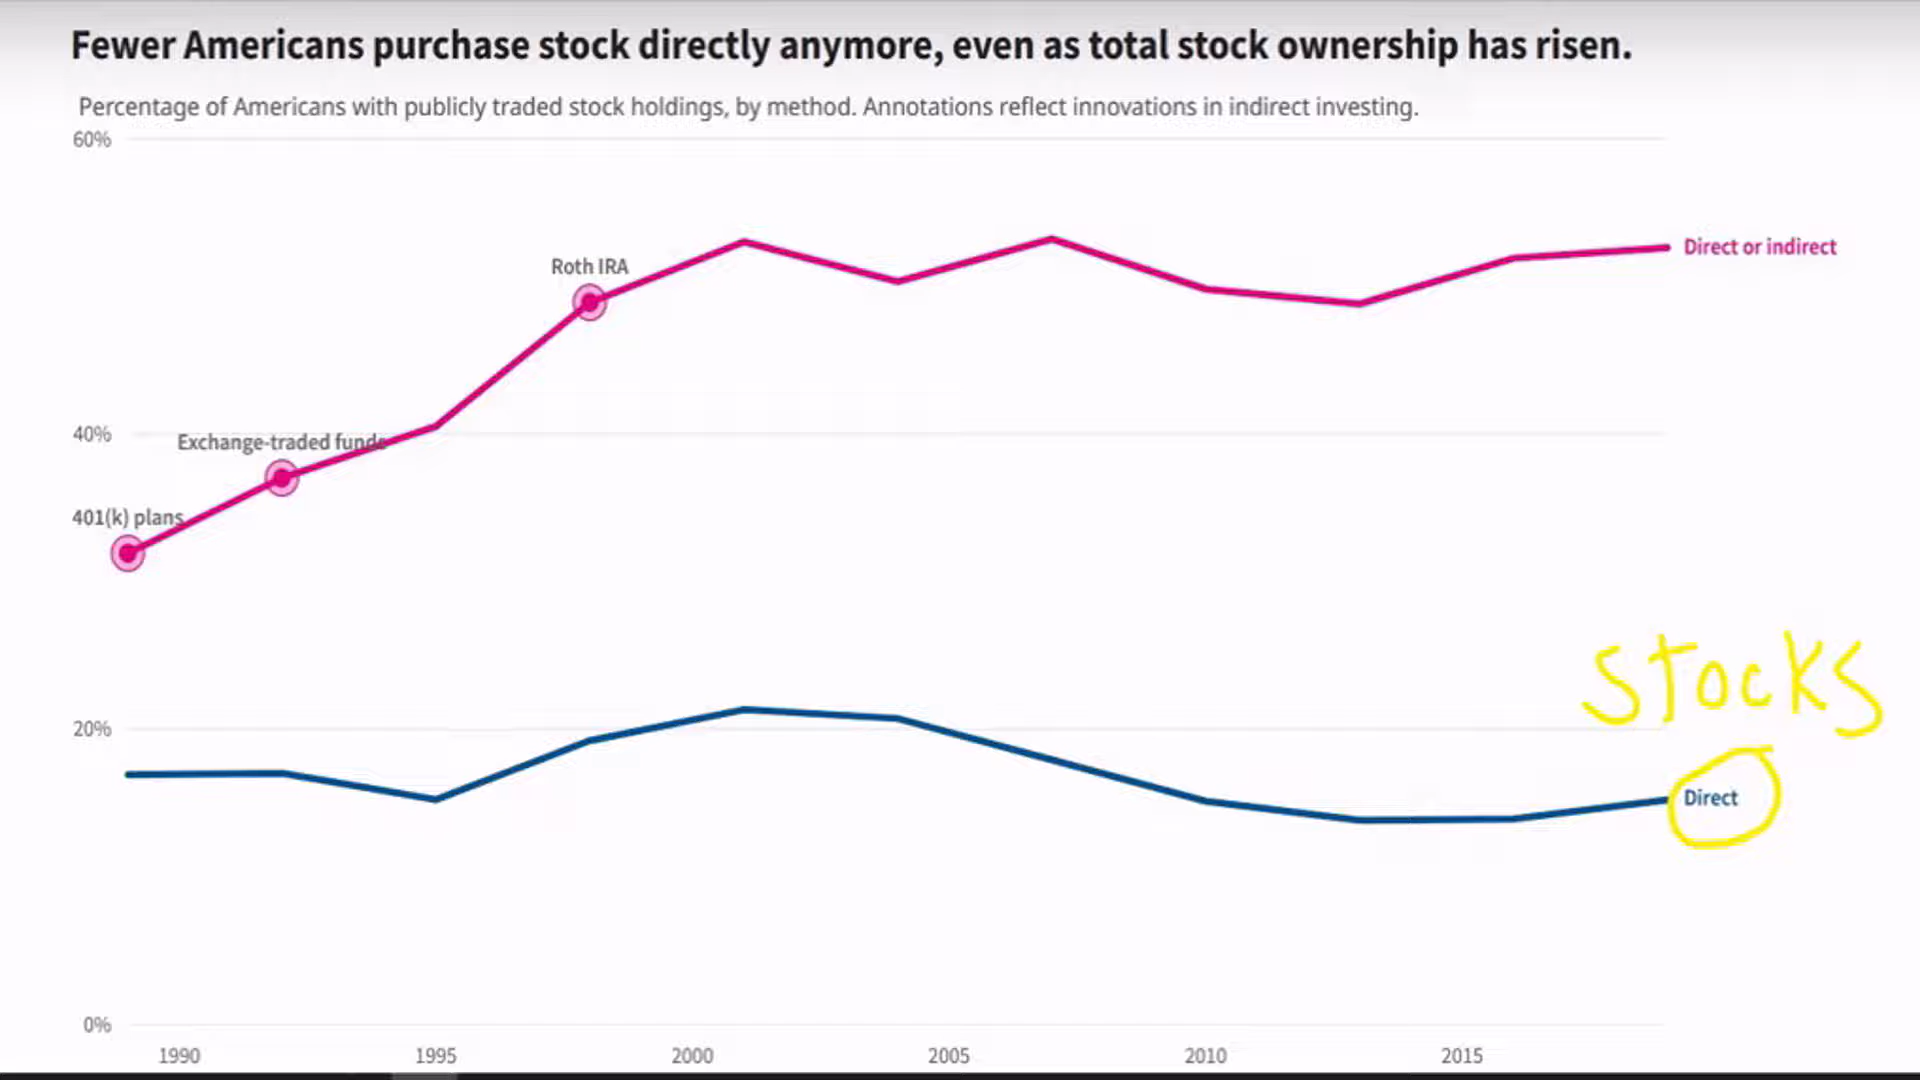 Fewer Americans purchase stock directly anymore, even as total stock ownership has risen.
Percentage of Americans with publicly traded stock holdings, by method. Annotations reflect innovations in indirect investing.
60%
Direct or indirect
Roth IRA
40%
Exchange-traded funds
401(k) plans
Stocks
20%
Direct
0%
1990 1995 2000 2005 2010 2015